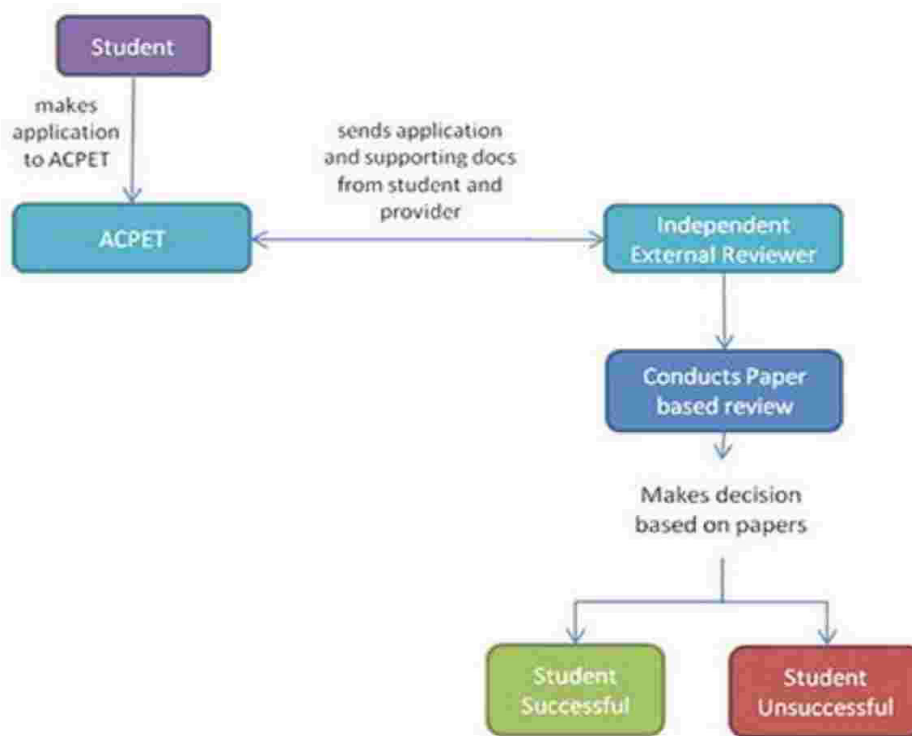 Student
makes
application
to ACPET
sends application
and supporting docs
from student and
provider
ACPET
Independent
External Reviewer
Conducts Paper
based review
Makes decision
based on papers
Student
Successful
Student
Unsuccessful